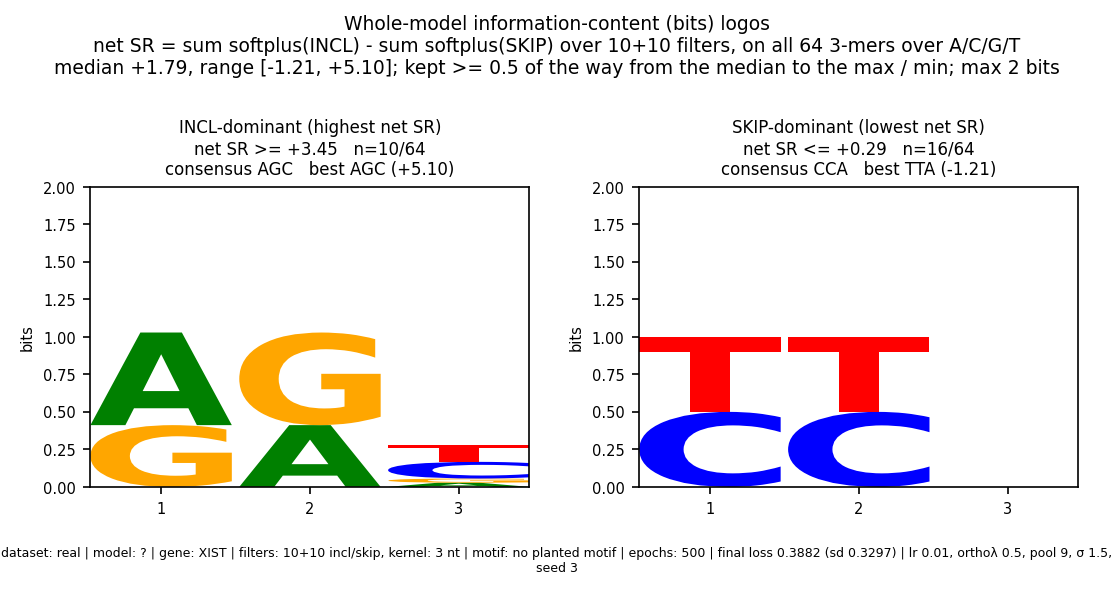 Whole-model information-content (bits) logos
net SR = sum softplus(INCL) - sum softplus(SKIP) over 10+10 filters, on all 64 3-mers over A/C/G/T
median +1.79, range [-1.21, +5.10]; kept >= 0.5 of the way from the median to the max / min; max 2 bits
INCL-dominant (highest net SR)
net SR >= +3.45   n=10/64
consensus AGC   best AGC (+5.10)
2.00
1.75
1.50
1.25
1.00
0.75
0.50
0.25
0.00
bits
A G T
G A C
G
A
1 2 3
SKIP-dominant (lowest net SR)
net SR <= +0.29   n=16/64
consensus CCA   best TTA (-1.21)
2.00
1.75
1.50
1.25
1.00
0.75
0.50
0.25
0.00
bits
T T
C C
1 2 3
dataset: real | model: ? | gene: XIST | filters: 10+10 incl/skip, kernel: 3 nt | motif: no planted motif | epochs: 500 | final loss 0.3882 (sd 0.3297) | lr 0.01, orthoλ 0.5, pool 9, σ 1.5,
seed 3